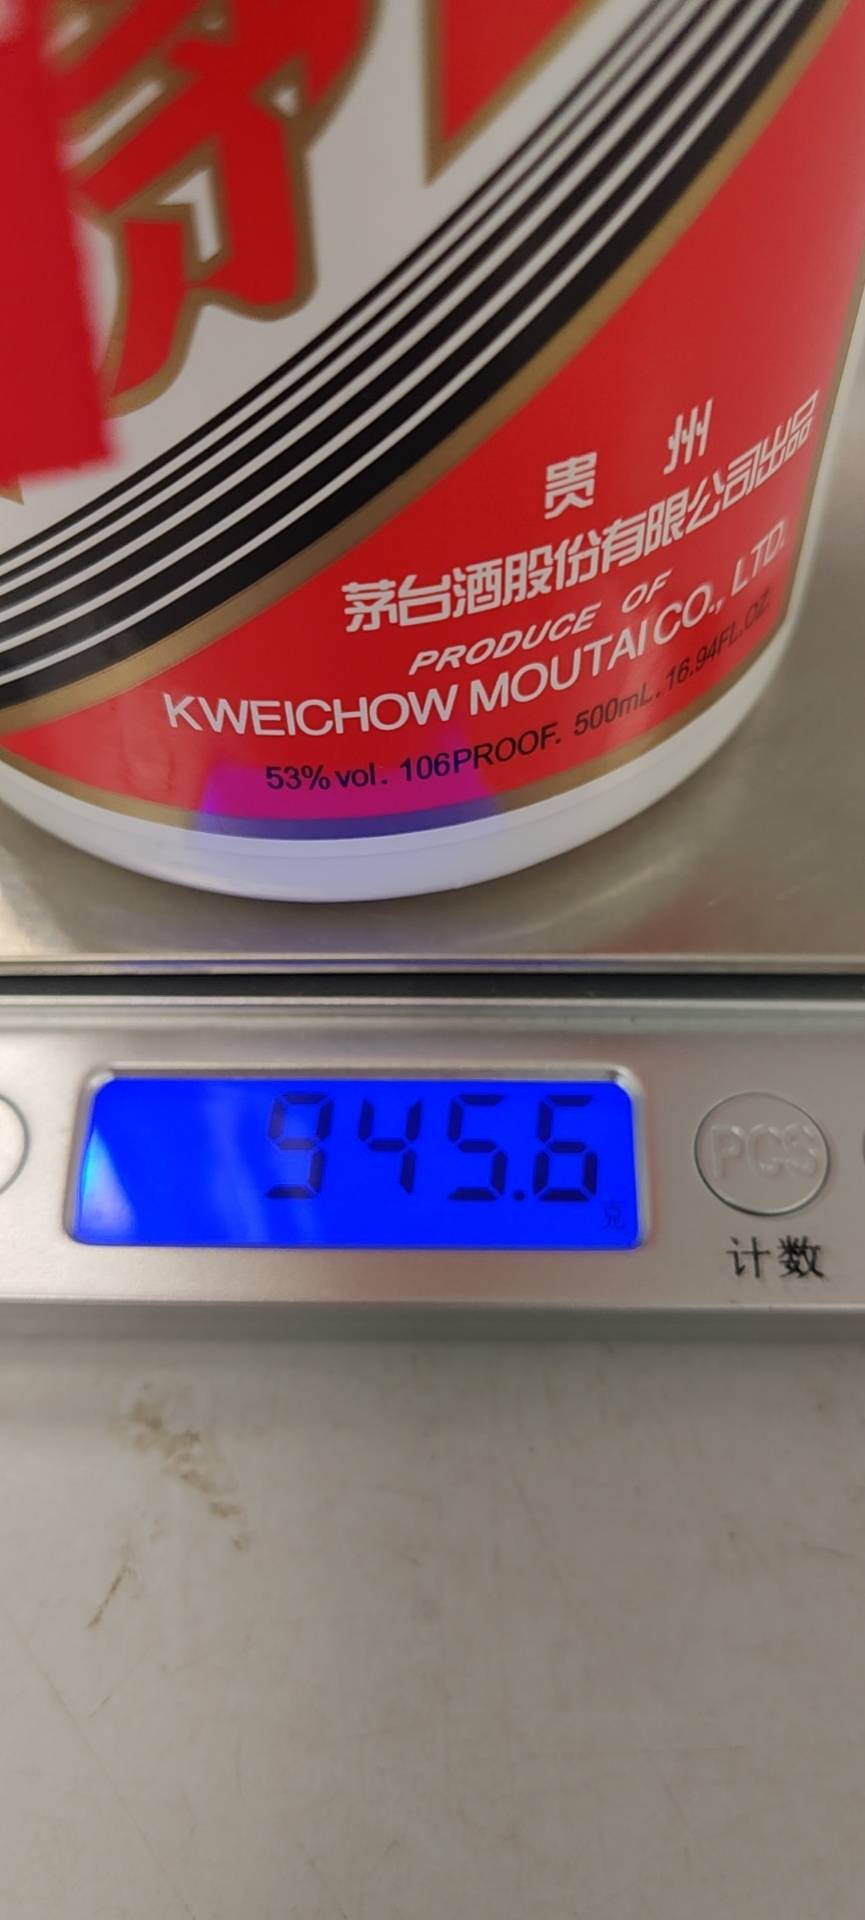 贵州
茅台酒股份有限公司出品
PRODUCE OF
KWEICHOW MOUTAI CO., LTD.
53%vol. 106PROOF. 500mL. 16.94FL.OZ.
945.6
克
PCS
计数